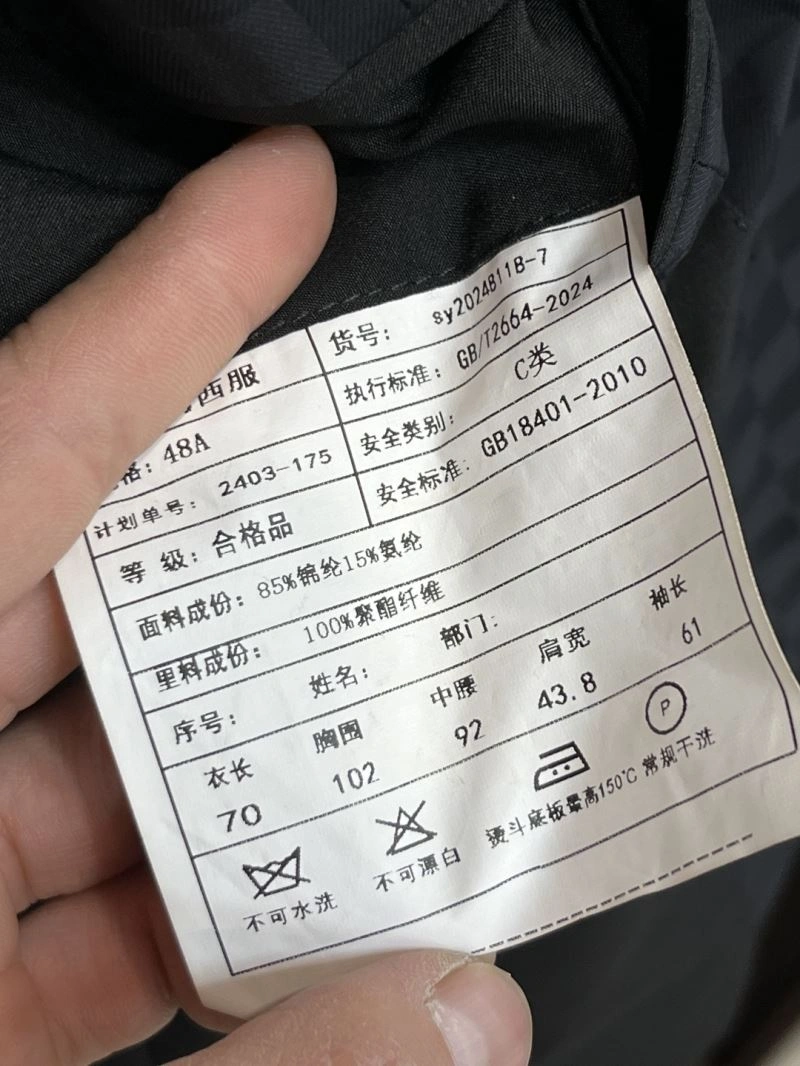 西服
货号: sy2024811B-7
格: 48A
执行标准: GB/T2664-2024
计划单号: 2403-175
安全类别: C类
等 级: 合格品
安全标准: GB18401-2010
面料成份: 85%锦纶15%氨纶
里料成份: 100%聚酯纤维
序号: 姓名: 部门:
衣长 胸围 中腰 肩宽 袖长
70 102 92 43.8 61
P
不可水洗 不可漂白 熨斗底板最高150℃ 常规干洗